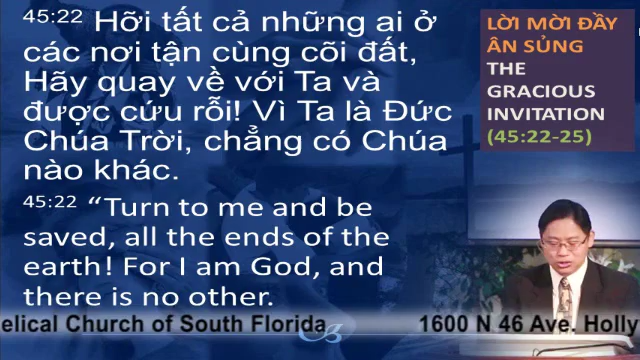 45:22 Hỡi tất cả những ai ở
các nơi tận cùng cõi đất,
Hãy quay về với Ta và
được cứu rỗi! Vì Ta là Đức
Chúa Trời, chẳng có Chúa
nào khác.
45:22 “Turn to me and be
saved, all the ends of the
earth! For I am God, and
there is no other.
LỜI MỜI ĐẦY
ÂN SỦNG
THE
GRACIOUS
INVITATION
(45:22-25)
elical Church of South Florida 1600 N 46 Ave. Holly